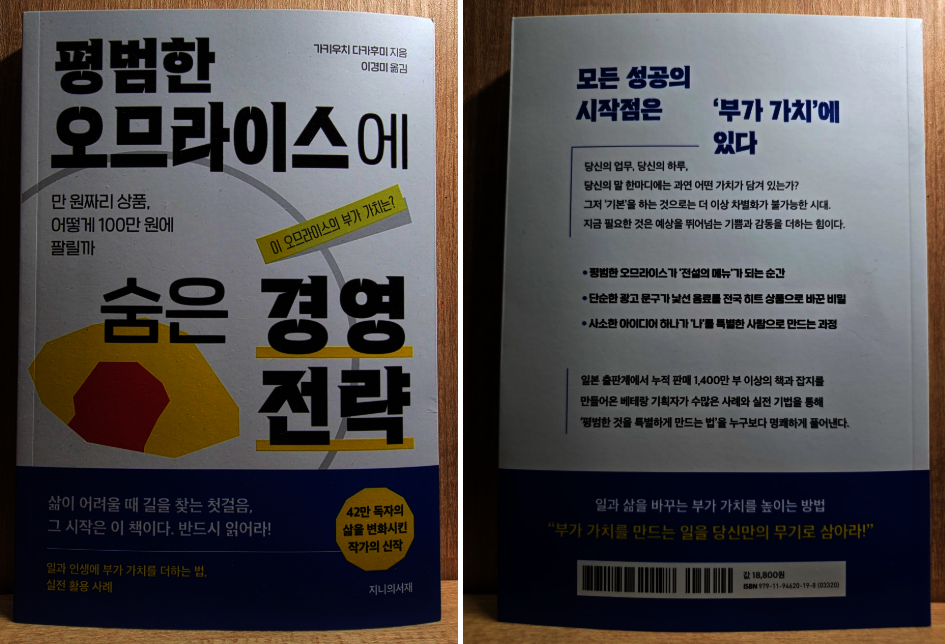 평범한
오므라이스에
가키우치 다카후미 지음
이경미 옮김
만 원짜리 상품,
어떻게 100만 원에
팔릴까
이 오므라이스의 부가 가치는?
숨은 경영
전략
삶이 어려울 때 길을 찾는 첫걸음,
그 시작은 이 책이다. 반드시 읽어라!
42만 독자의
삶을 변화시킨
작가의 신작
일과 인생에 부가 가치를 더하는 법,
실전 활용 사례
지니의서재
모든 성공의
시작점은 '부가 가치'에
있다
당신의 업무, 당신의 하루,
당신의 말 한마디에는 과연 어떤 가치가 담겨 있는가?
그저 '기본'을 하는 것으로는 더 이상 차별화가 불가능한 시대.
지금 필요한 것은 예상을 뛰어넘는 기쁨과 감동을 더하는 힘이다.
• 평범한 오므라이스가 '전설의 메뉴'가 되는 순간
• 단순한 광고 문구가 낯선 음료를 전국 히트 상품으로 바꾼 비밀
• 사소한 아이디어 하나가 '나'를 특별한 사람으로 만드는 과정
일본 출판계에서 누적 판매 1,400만 부 이상의 책과 잡지를
만들어온 베테랑 기획자가 수많은 사례와 실전 기법을 통해
'평범한 것을 특별하게 만드는 법'을 누구보다 명쾌하게 풀어낸다.
일과 삶을 바꾸는 부가 가치를 높이는 방법
"부가 가치를 만드는 일을 당신만의 무기로 삼아라!"
값 18,800원
ISBN 979-11-94620-19-8 (03320)